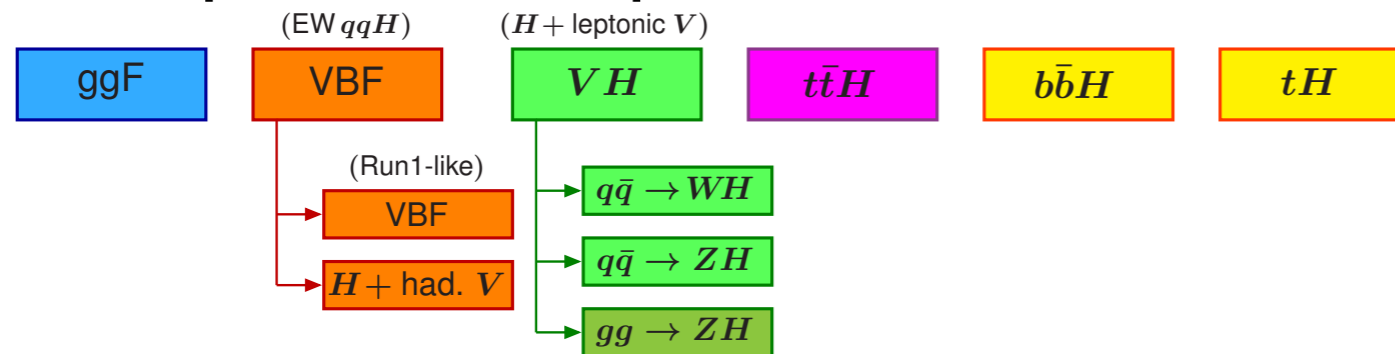 (EW qqH) (H + leptonic V)
ggF VBF VH tt̄H bb̄H tH
(Run1-like)
VBF
H + had. V
qq̄ → WH
qq̄ → ZH
gg → ZH